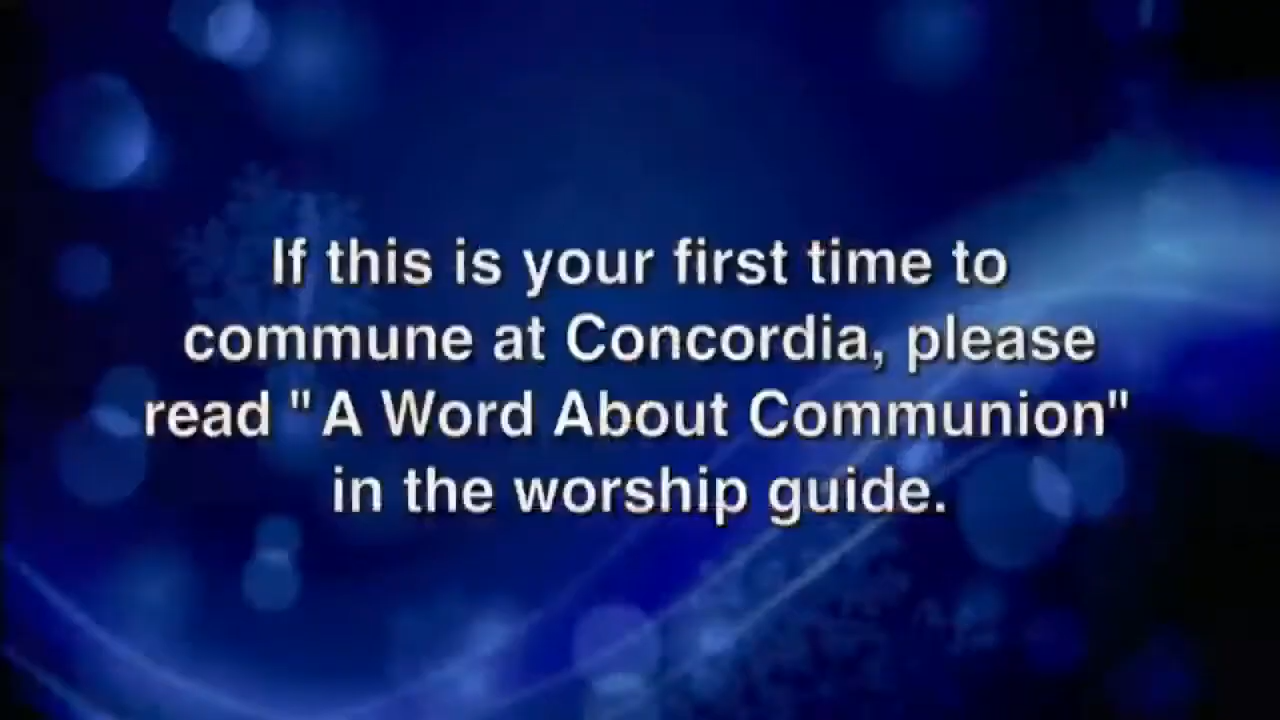 If this is your first time to
commune at Concordia, please
read "A Word About Communion"
in the worship guide.